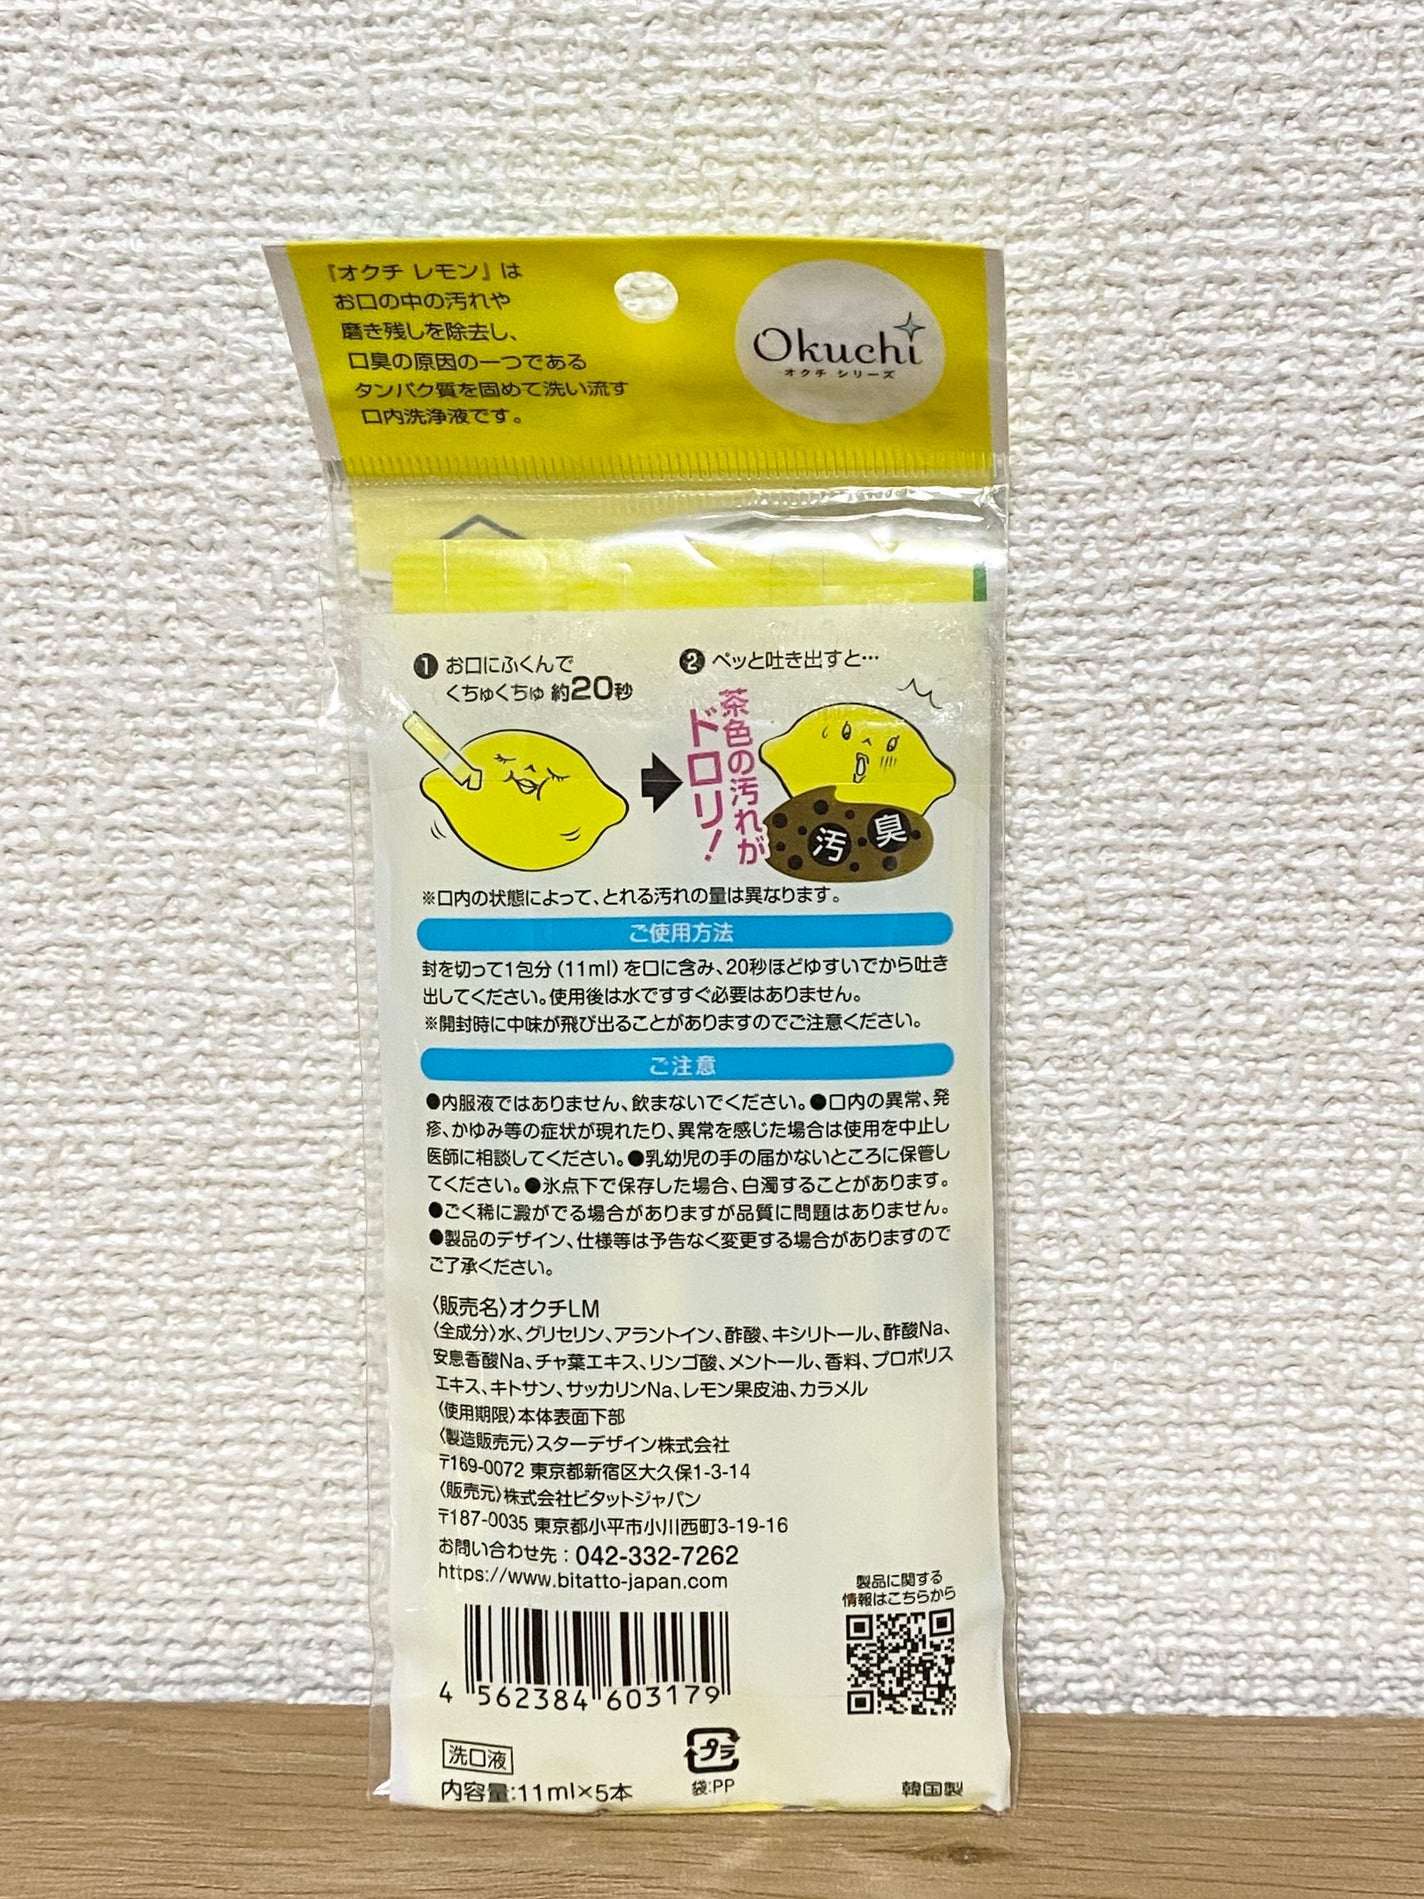 『オクチ レモン』は
お口の中の汚れや
磨き残しを除去し、
口臭の原因の一つである
タンパク質を固めて洗い流す
口内洗浄液です。
Okuchi
オクチ シリーズ
❶ お口にふくんで
くちゅくちゅ 約20秒
❷ ペッと吐き出すと…
茶色の汚れが
ドロリ!
汚 臭
※口内の状態によって、とれる汚れの量は異なります。
ご使用方法
封を切って1包分(11ml)を口に含み、20秒ほどゆすいでから吐き
出してください。使用後は水ですすぐ必要はありません。
※開封時に中味が飛び出ることがありますのでご注意ください。
ご注意
●内服液ではありません、飲まないでください。●口内の異常、発
疹、かゆみ等の症状が現れたり、異常を感じた場合は使用を中止し
医師に相談してください。●乳幼児の手の届かないところに保管し
てください。●氷点下で保存した場合、白濁することがあります。
●ごく稀に澱がでる場合がありますが品質に問題はありません。
●製品のデザイン、仕様等は予告なく変更する場合がありますので
ご了承ください。
〈販売名〉オクチLM
〈全成分〉水、グリセリン、アラントイン、酢酸、キシリトール、酢酸Na、
安息香酸Na、チャ葉エキス、リンゴ酸、メントール、香料、プロポリス
エキス、キトサン、サッカリンNa、レモン果皮油、カラメル
〈使用期限〉本体表面下部
〈製造販売元〉スターデザイン株式会社
〒169-0072 東京都新宿区大久保1-3-14
〈販売元〉株式会社ビタットジャパン
〒187-0035 東京都小平市小川西町3-19-16
お問い合わせ先:042-332-7262
https://www.bitatto-japan.com
製品に関する
情報はこちらから
4 562384 603179
洗口液
内容量:11ml×5本
プラ
袋:PP
韓国製